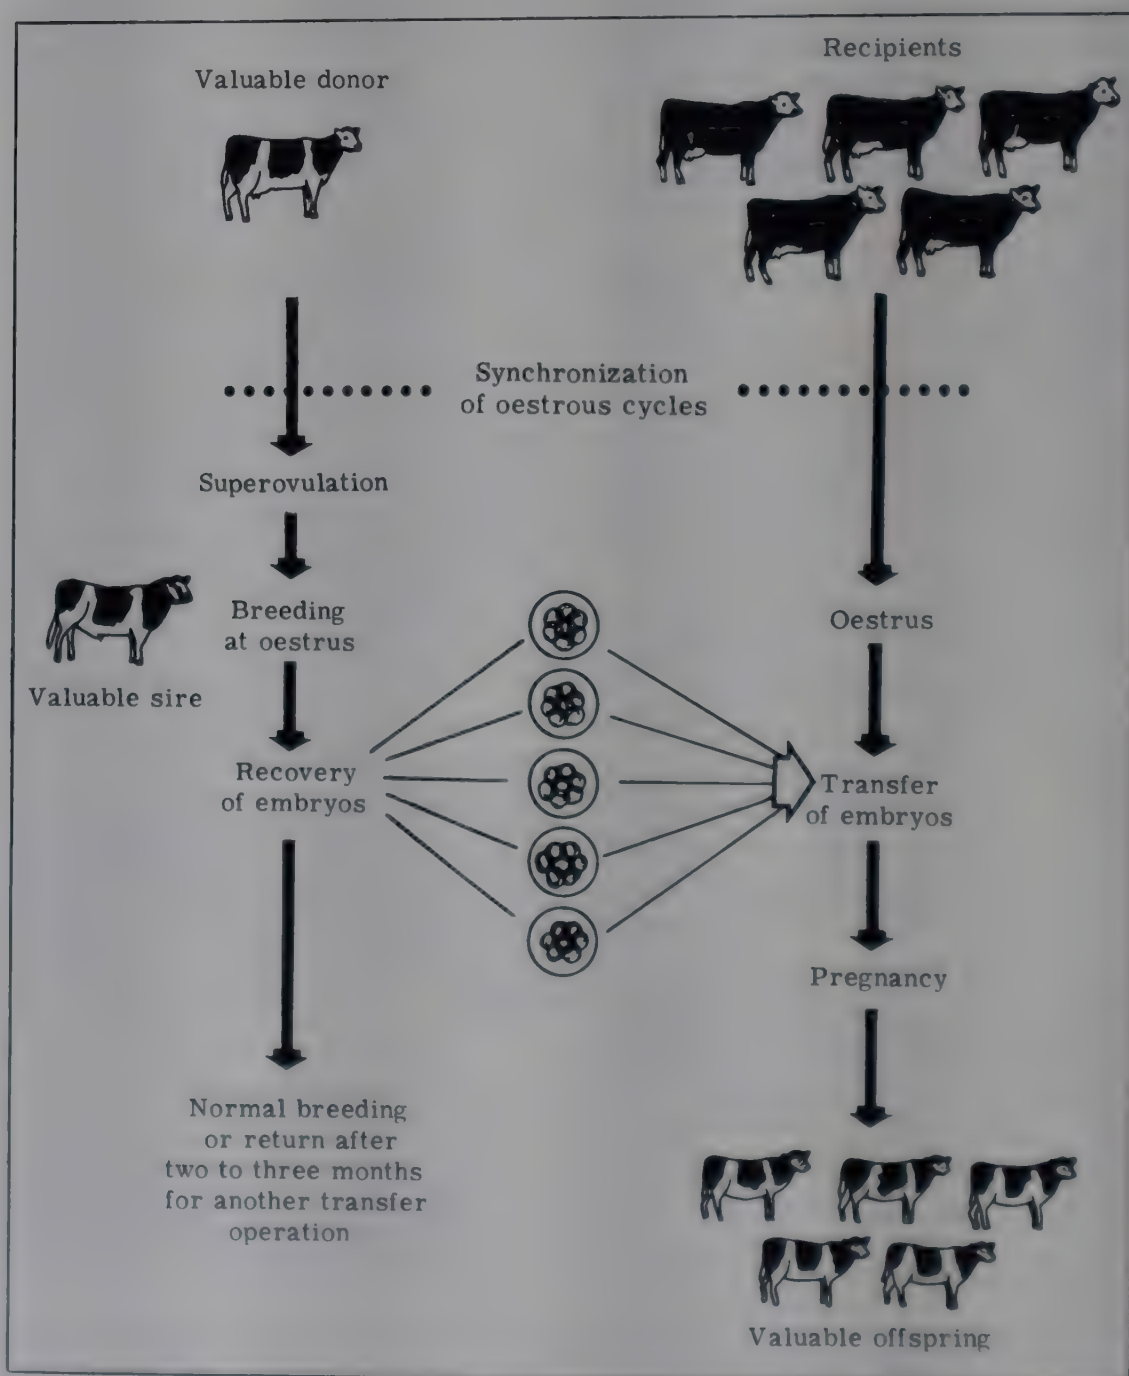 Valuable donor
Recipients
Synchronization
of oestrous cycles
Superovulation
Breeding
at oestrus
Valuable sire
Oestrus
Recovery
of embryos
Transfer
of embryos
Pregnancy
Normal breeding
or return after
two to three months
for another transfer
operation
Valuable offspring